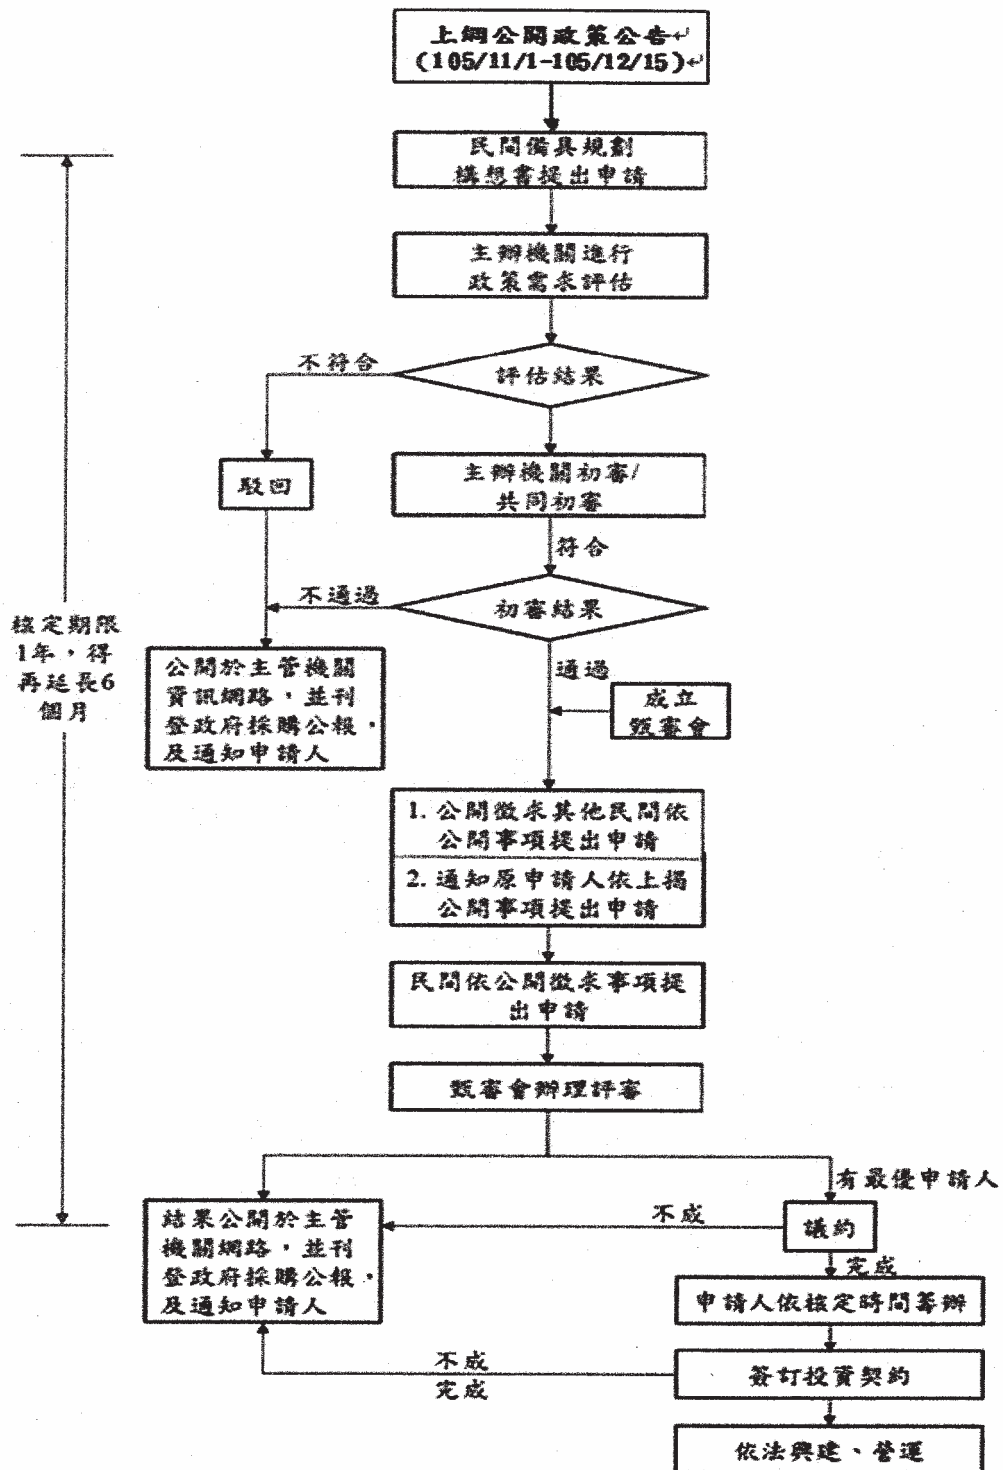 上網公開政策公告↵
(105/11/1-105/12/15)↵
民間備具規劃
構想書提出申請
主辦機關進行
政策需求評估
不符合
評估結果
駁回
主辦機關初審/
共同初審
符合
不通過
初審結果
核定期限
1年，得
再延長6
個月
公開於主管機關
資訊網路，並刊
登政府採購公報，
及通知申請人
通過
成立
甄審會
1. 公開徵求其他民間依
公開事項提出申請
2. 通知原申請人依上揭
公開事項提出申請
民間依公開徵求事項提
出申請
甄審會辦理評審
有最優申請人
結果公開於主管
機關網路，並刊
登政府採購公報，
及通知申請人
不成
議約
完成
申請人依核定時間籌辦
不成
完成
簽訂投資契約
依法興建、營運